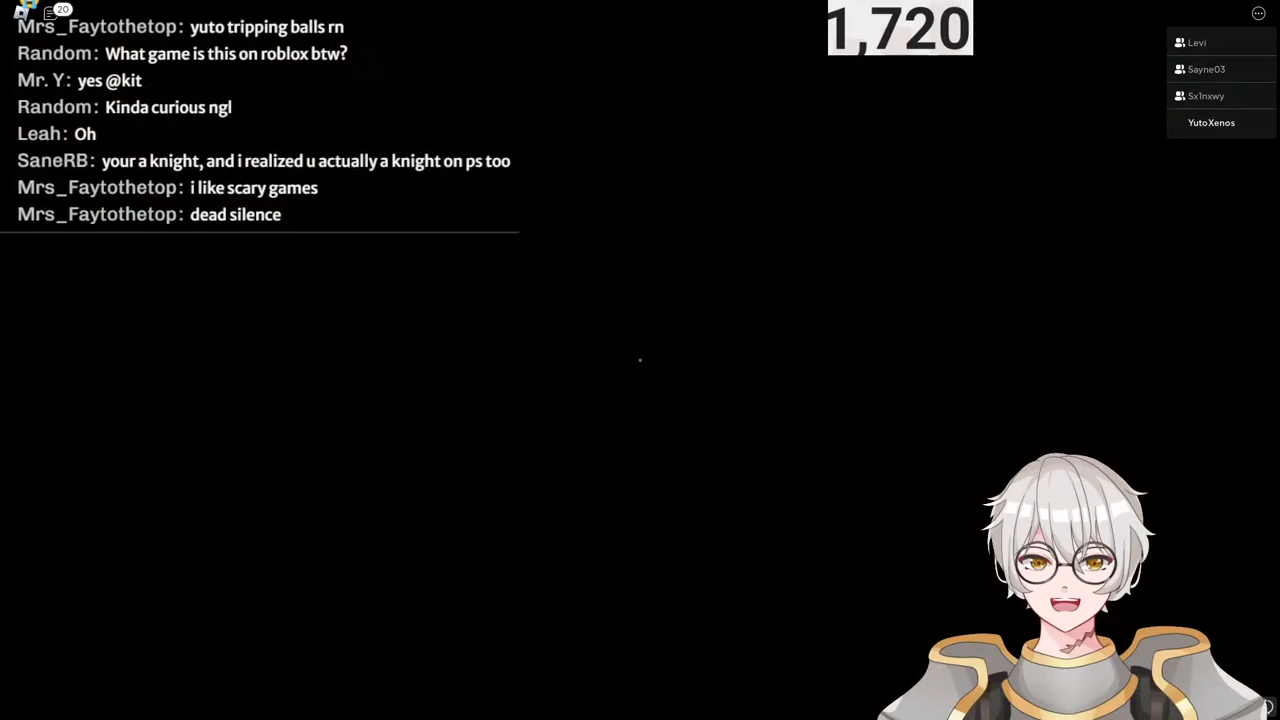 20
Mrs_Faytothetop: yuto tripping balls rn
Random: What game is this on roblox btw?
Mr. Y: yes @kit
Random: Kinda curious ngl
Leah: Oh
SaneRB: your a knight, and i realized u actually a knight on ps too
Mrs_Faytothetop: i like scary games
Mrs_Faytothetop: dead silence
1,720
Levi
Sayne03
Sx1nxwy
YutoXenos